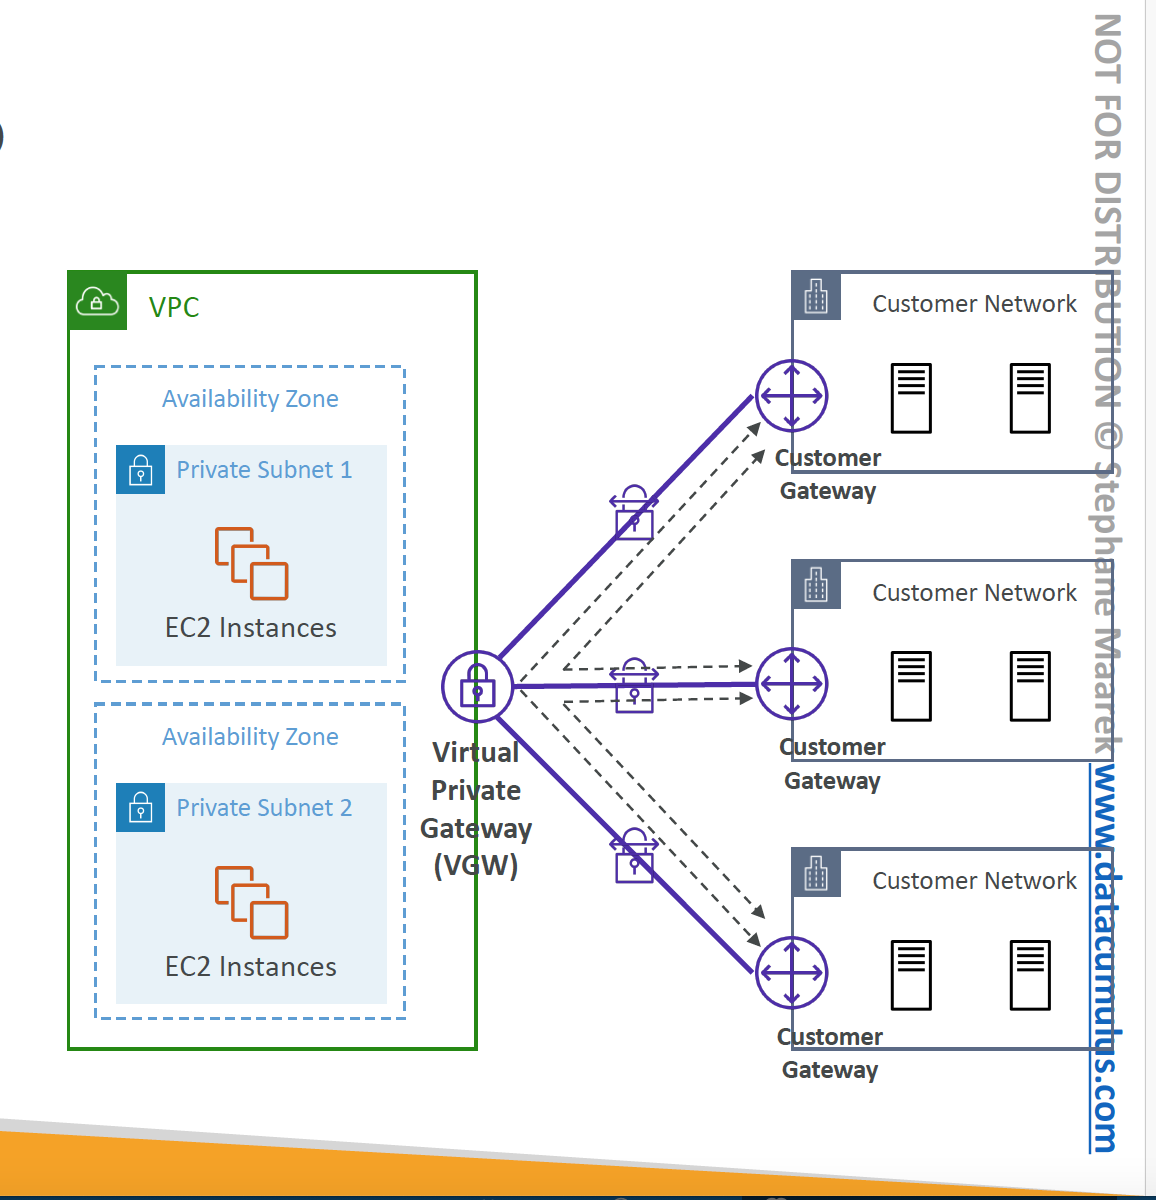 )
NOT FOR DISTRIBUTION © Stephane Maarek www.datacumulus.com
VPC
Availability Zone
Private Subnet 1
EC2 Instances
Availability Zone
Private Subnet 2
EC2 Instances
Virtual
Private
Gateway
(VGW)
Customer Network
Customer
Gateway
Customer Network
Customer
Gateway
Customer Network
Customer
Gateway